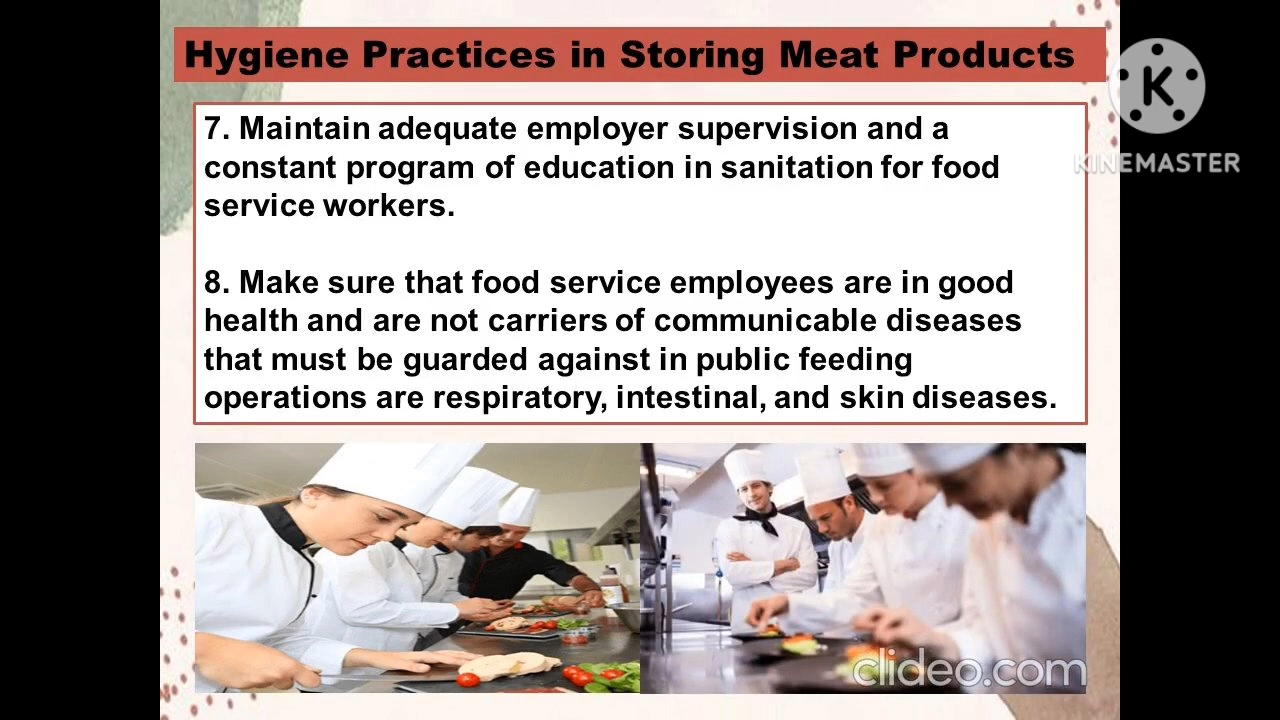 Hygiene Practices in Storing Meat Products
K
KINEMASTER
7. Maintain adequate employer supervision and a
constant program of education in sanitation for food
service workers.
8. Make sure that food service employees are in good
health and are not carriers of communicable diseases
that must be guarded against in public feeding
operations are respiratory, intestinal, and skin diseases.
clideo.com